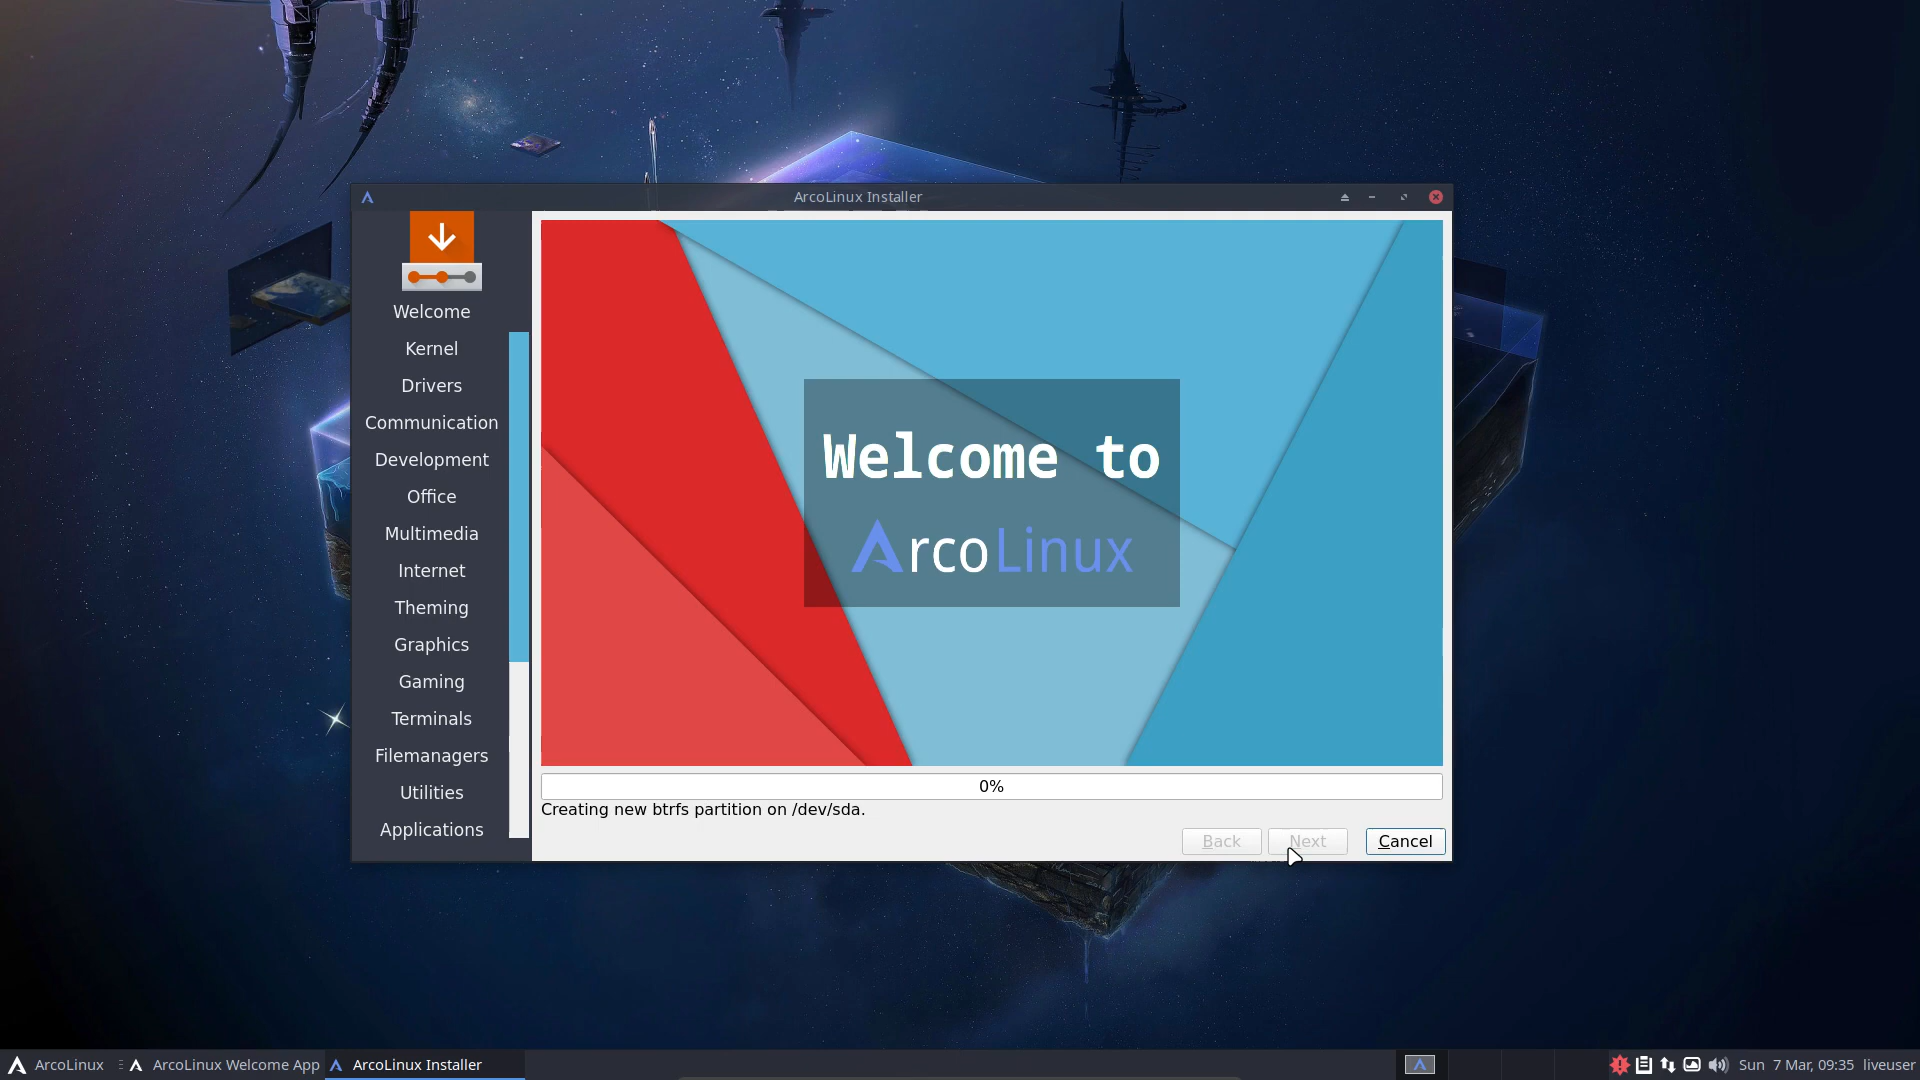 ArcoLinux Installer
Welcome
Kernel
Drivers
Communication
Development
Office
Multimedia
Internet
Theming
Graphics
Gaming
Terminals
Filemanagers
Utilities
Applications
Welcome to
ArcoLinux
0%
Creating new btrfs partition on /dev/sda.
Back
Next
Cancel
ArcoLinux
ArcoLinux Welcome App
ArcoLinux Installer
Sun 7 Mar, 09:35
liveuser